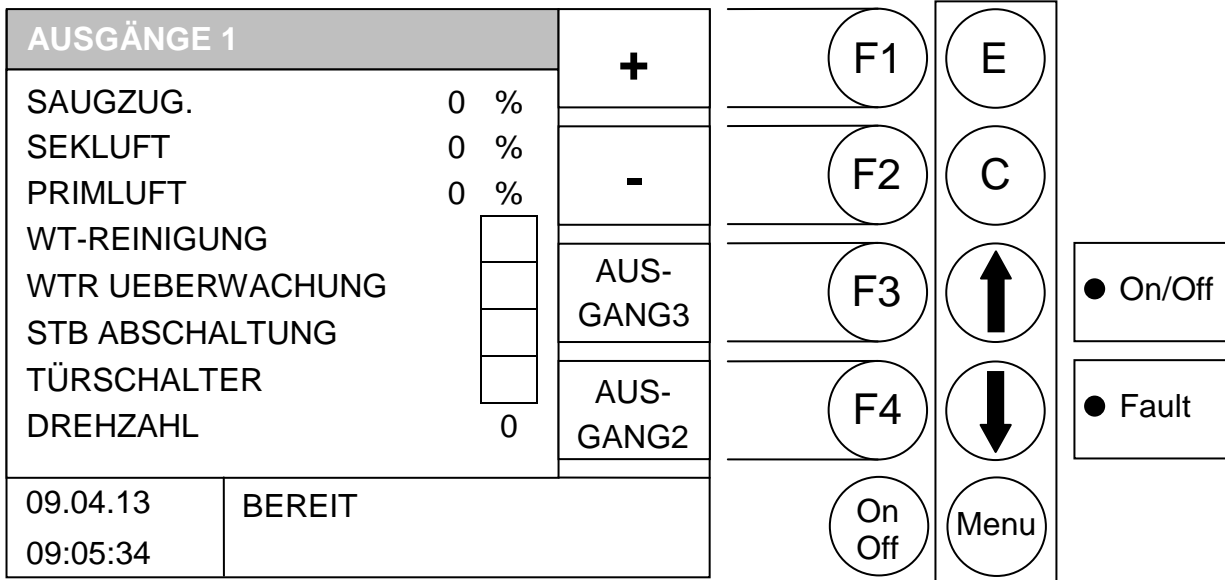 AUSGÄNGE 1
SAUGZUG. 0 %
SEKLUFT 0 %
PRIMLUFT 0 %
WT-REINIGUNG
WTR UEBERWACHUNG
STB ABSCHALTUNG
TÜRSCHALTER
DREHZAHL 0
09.04.13
09:05:34
BEREIT
+
-
AUS-
GANG3
AUS-
GANG2
F1
F2
F3
F4
On
Off
E
C
Menu
On/Off
Fault